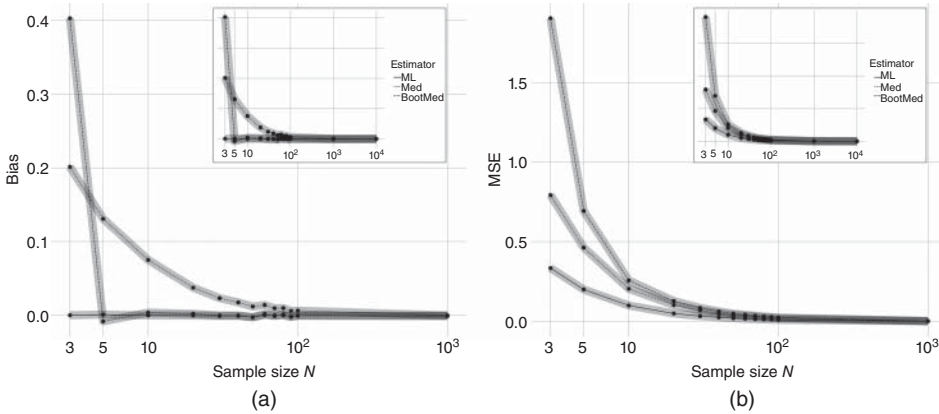 0.4
0.3
0.2
0.1
0.0
Bias
3 5 10 10² 10³
Sample size N
(a)
3 5 10 10² 10³ 10⁴
Estimator
ML
Med
BootMed
1.5
1.0
0.5
0.0
MSE
3 5 10 10² 10³
Sample size N
(b)
3 5 10 10² 10³ 10⁴
Estimator
ML
Med
BootMed